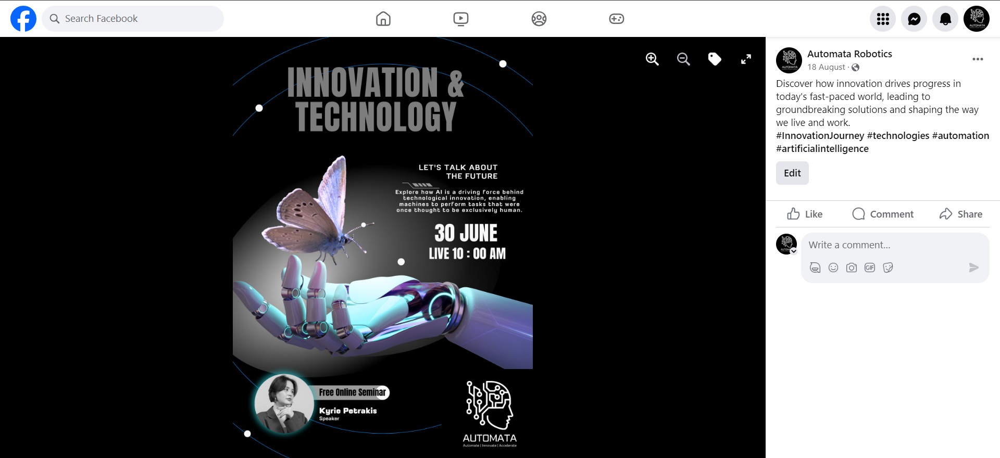 Search Facebook
INNOVATION &
TECHNOLOGY
LET'S TALK ABOUT
THE FUTURE
Explore how AI is a driving force behind
technological innovation, enabling
machines to perform tasks that were
once thought to be exclusively human.
30 JUNE
LIVE 10 : 00 AM
Free Online Seminar
Kyrie Petrakis
Speaker
AUTOMATA
Automate | Innovate | Accelerate
AUTOMATA
AUTOMATA
Automata Robotics
18 August ·
Discover how innovation drives progress in
today's fast-paced world, leading to
groundbreaking solutions and shaping the way
we live and work.
#InnovationJourney #technologies #automation
#artificialintelligence
Edit
Like
Comment
Share
Write a comment...
GIF